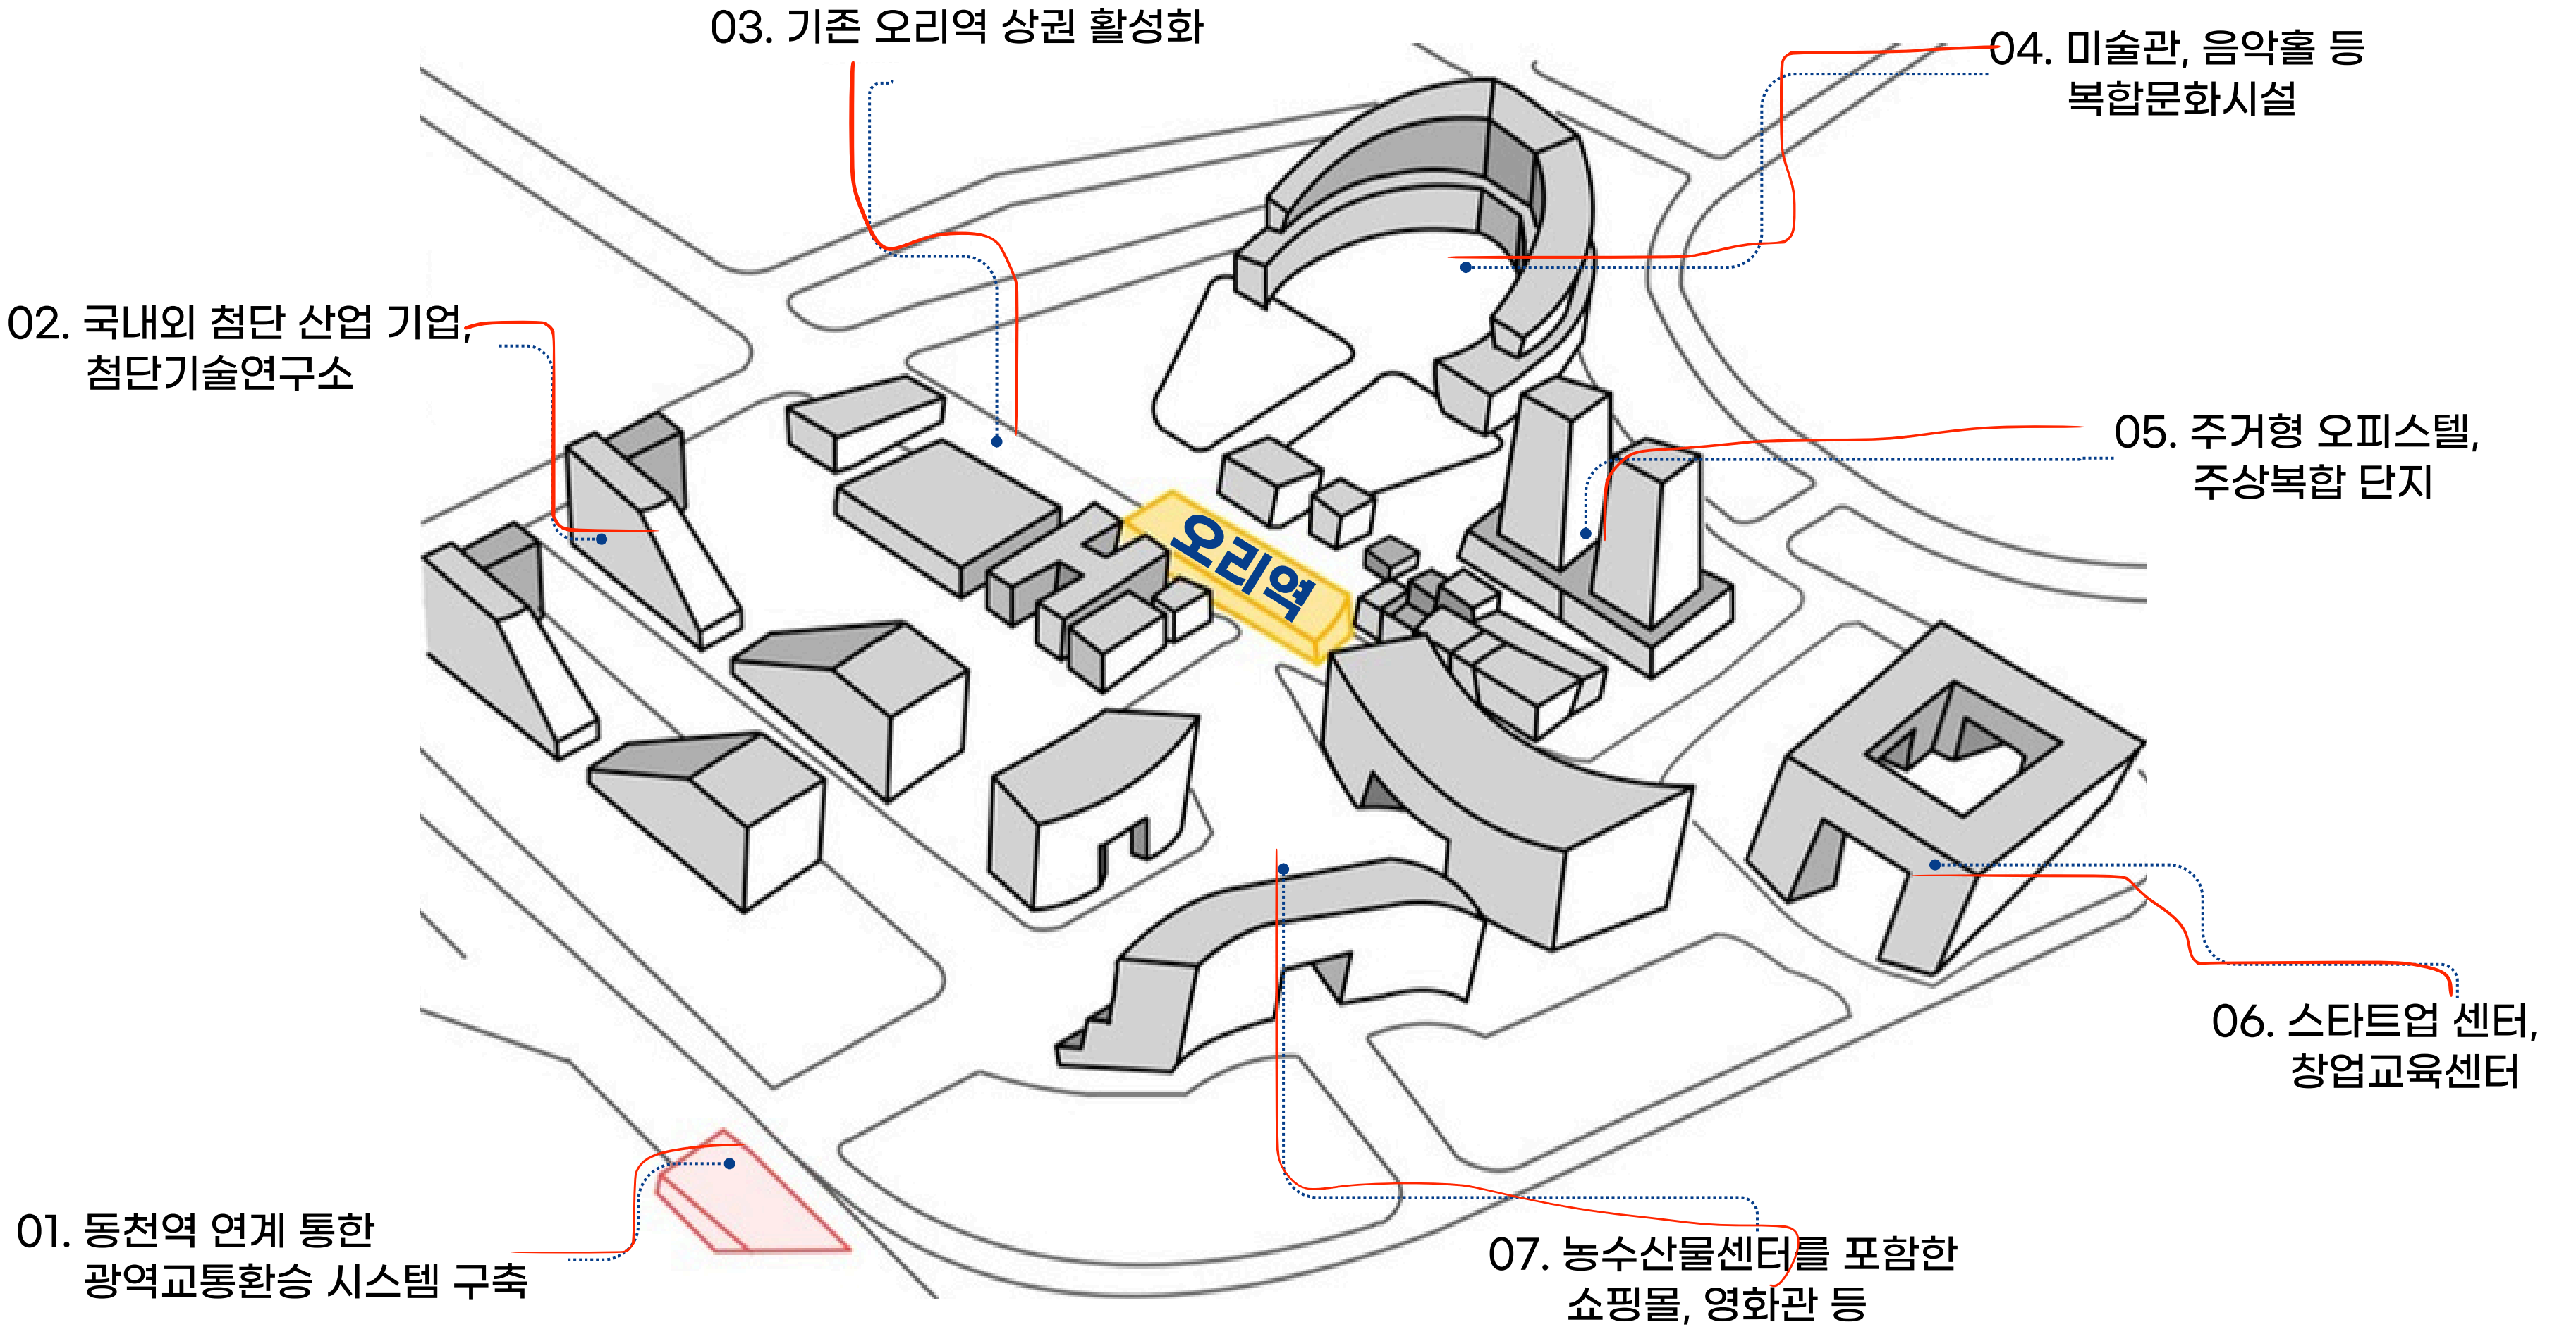 03. 기존 오리역 상권 활성화
04. 미술관, 음악홀 등
복합문화시설
02. 국내외 첨단 산업 기업,
첨단기술연구소
05. 주거형 오피스텔,
주상복합 단지
오리역
06. 스타트업 센터,
창업교육센터
01. 동천역 연계 통한
광역교통환승 시스템 구축
07. 농수산물센터를 포함한
쇼핑몰, 영화관 등